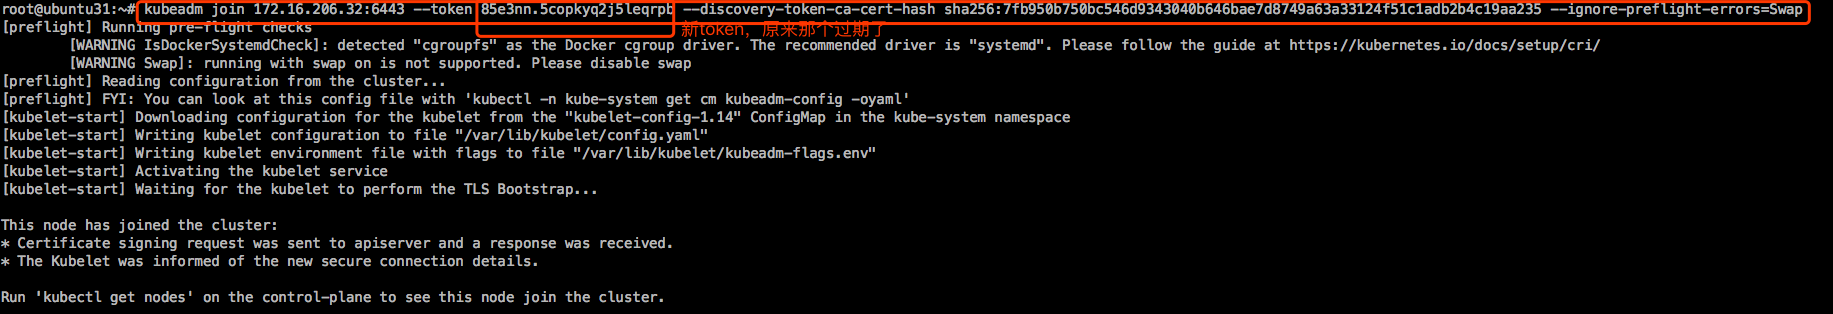 root@ubuntu31:~# kubeadm join 172.16.206.32:6443 --token 85e3nn.5copkyq2j5leqrpb --discovery-token-ca-cert-hash sha256:7fb950b750bc546d9343040b646bae7d8749a63a33124f51c1adb2b4c19aa235 --ignore-preflight-errors=Swap
[preflight] Running pre-flight checks
新token，原来那个过期了
[WARNING IsDockerSystemdCheck]: detected "cgroupfs" as the Docker cgroup driver. The recommended driver is "systemd". Please follow the guide at https://kubernetes.io/docs/setup/cri/
[WARNING Swap]: running with swap on is not supported. Please disable swap
[preflight] Reading configuration from the cluster...
[preflight] FYI: You can look at this config file with 'kubectl -n kube-system get cm kubeadm-config -oyaml'
[kubelet-start] Downloading configuration for the kubelet from the "kubelet-config-1.14" ConfigMap in the kube-system namespace
[kubelet-start] Writing kubelet configuration to file "/var/lib/kubelet/config.yaml"
[kubelet-start] Writing kubelet environment file with flags to file "/var/lib/kubelet/kubeadm-flags.env"
[kubelet-start] Activating the kubelet service
[kubelet-start] Waiting for the kubelet to perform the TLS Bootstrap...
This node has joined the cluster:
* Certificate signing request was sent to apiserver and a response was received.
* The Kubelet was informed of the new secure connection details.
Run 'kubectl get nodes' on the control-plane to see this node join the cluster.